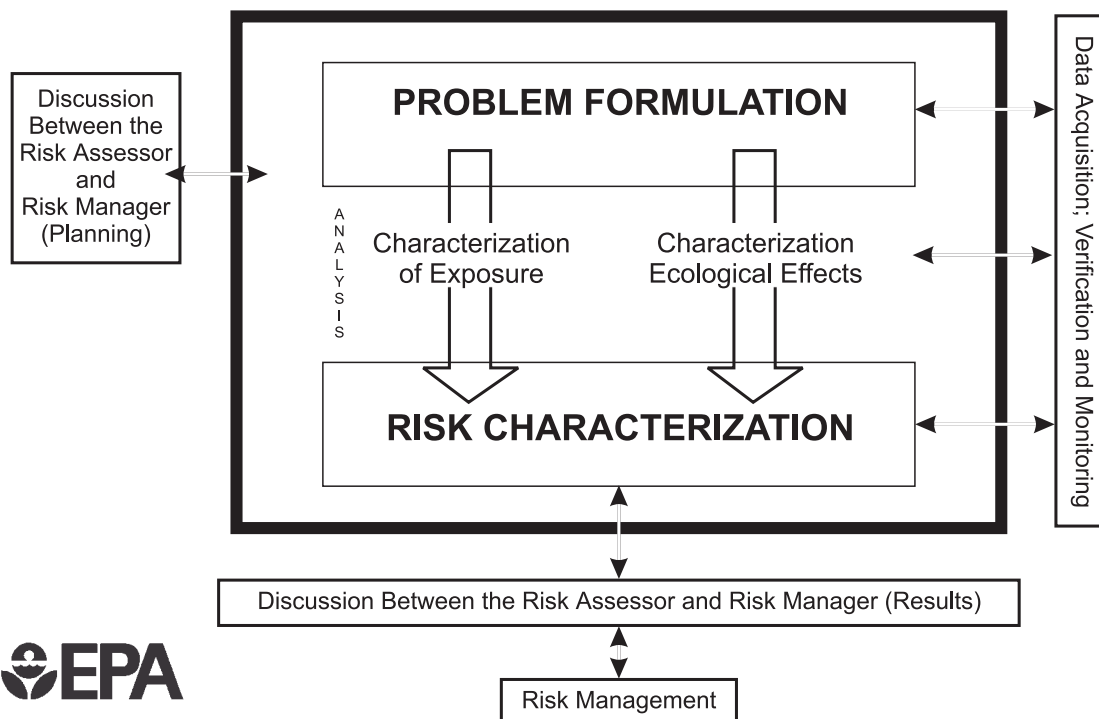 Discussion
Between the
Risk Assessor
and
Risk Manager
(Planning)
PROBLEM FORMULATION
ANALYSIS
Characterization
of Exposure
Characterization
Ecological Effects
RISK CHARACTERIZATION
Data Acquisition; Verification and Monitoring
Discussion Between the Risk Assessor and Risk Manager (Results)
Risk Management
EPA